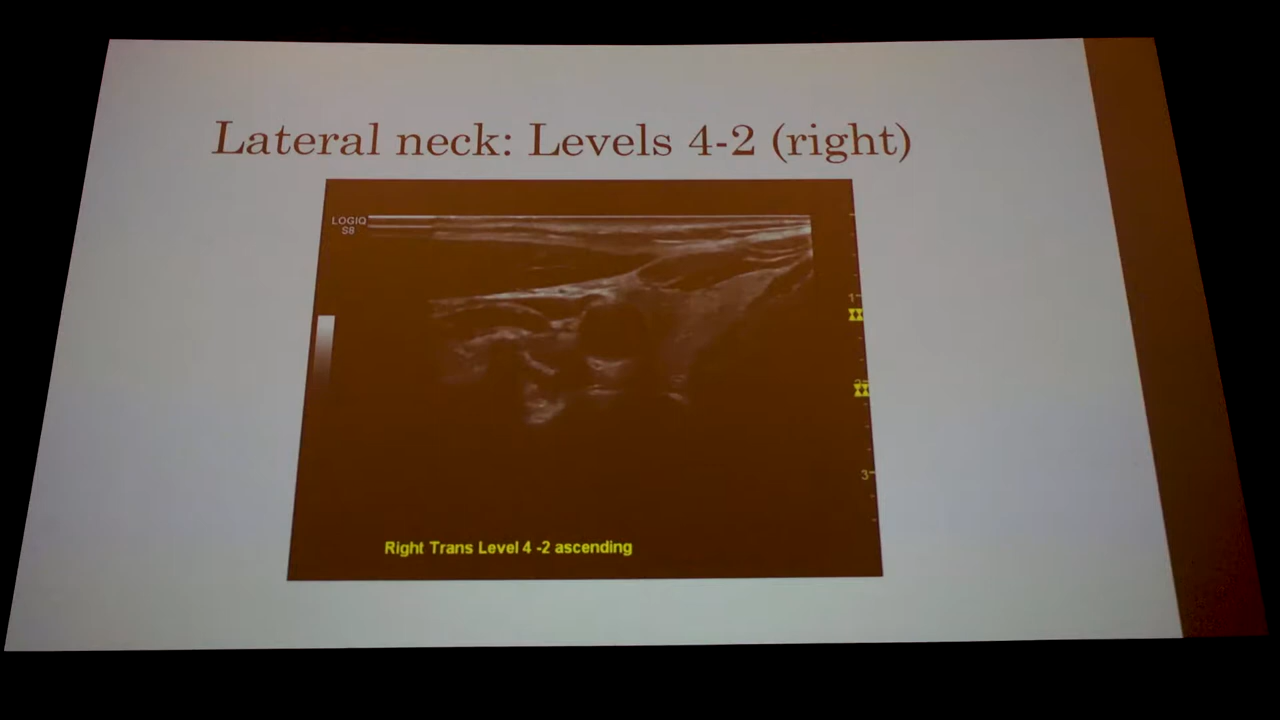 Lateral neck: Levels 4-2 (right)
LOGIQ
S8
1
2
3
Right Trans Level 4 -2 ascending